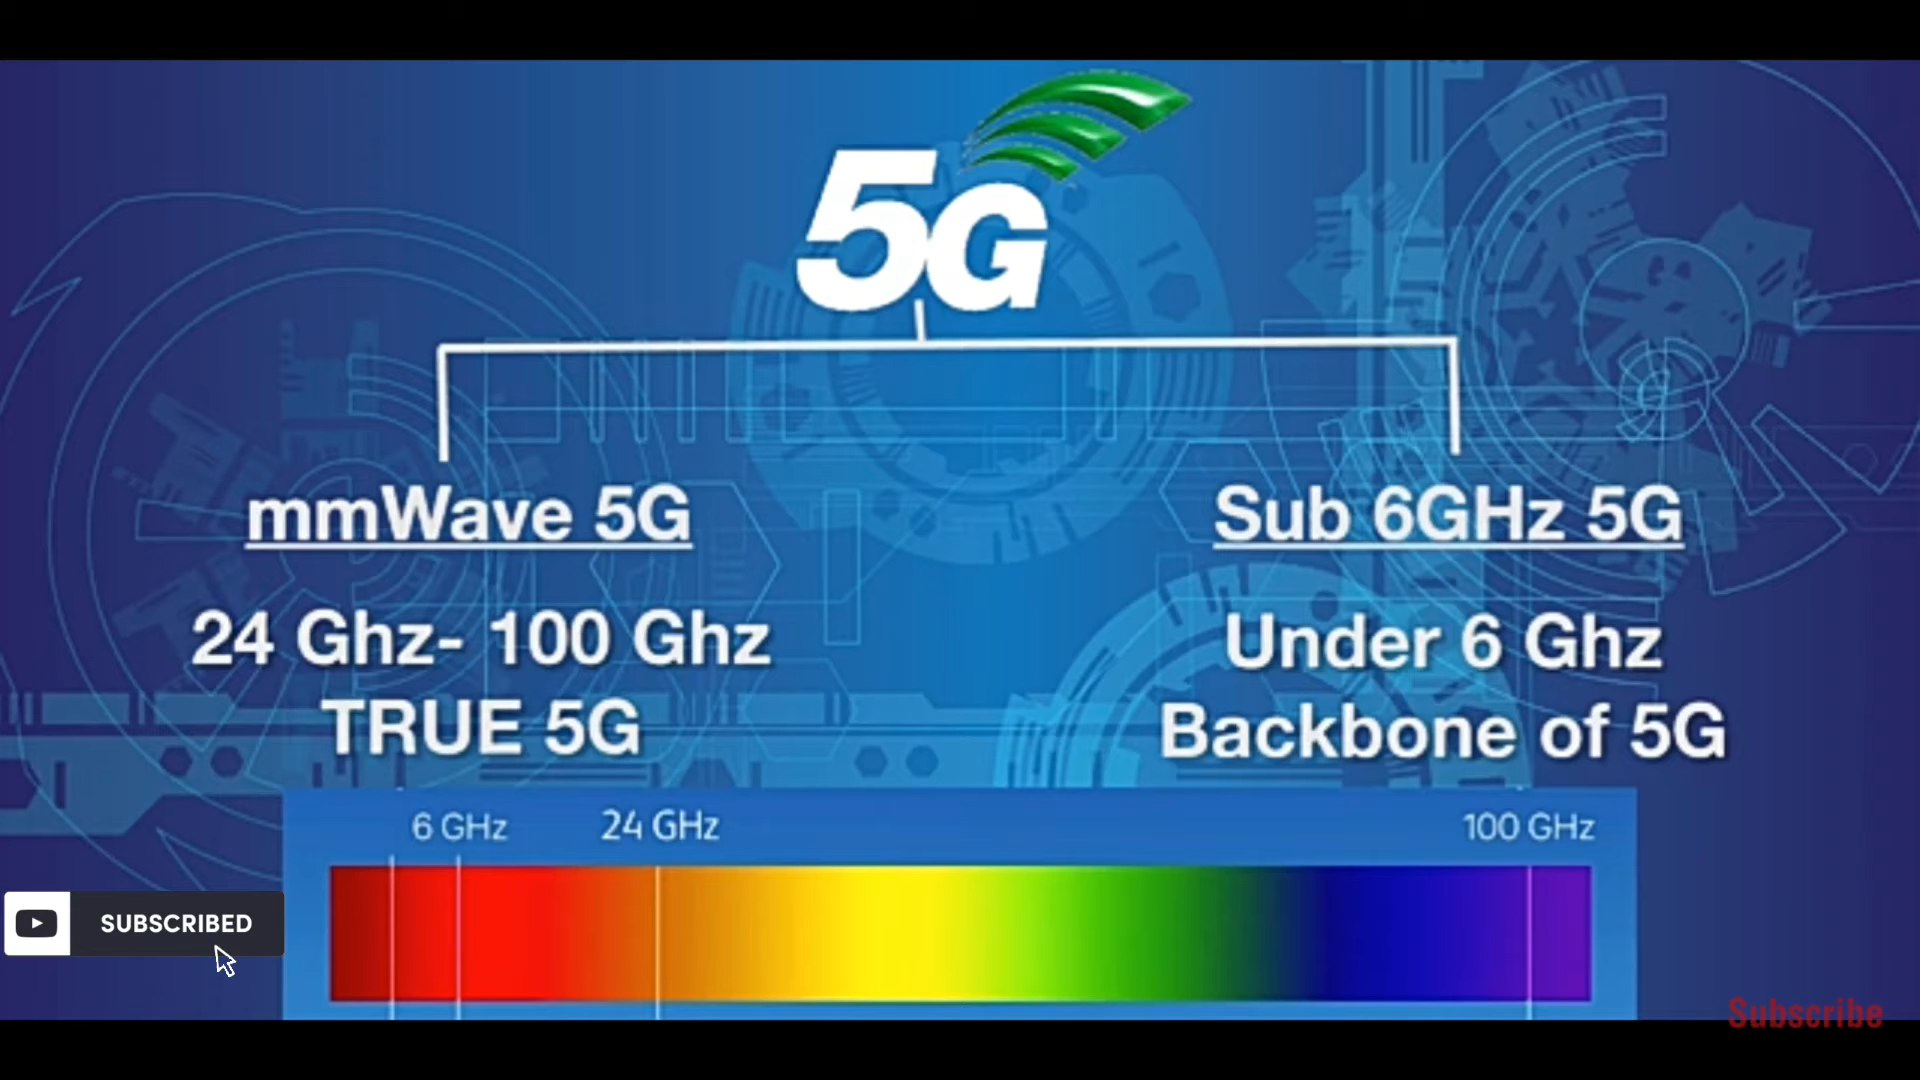 5G
mmWave 5G
Sub 6GHz 5G
24 Ghz- 100 Ghz
Under 6 Ghz
TRUE 5G
Backbone of 5G
6 GHz 24 GHz 100 GHz
SUBSCRIBED
Subscribe